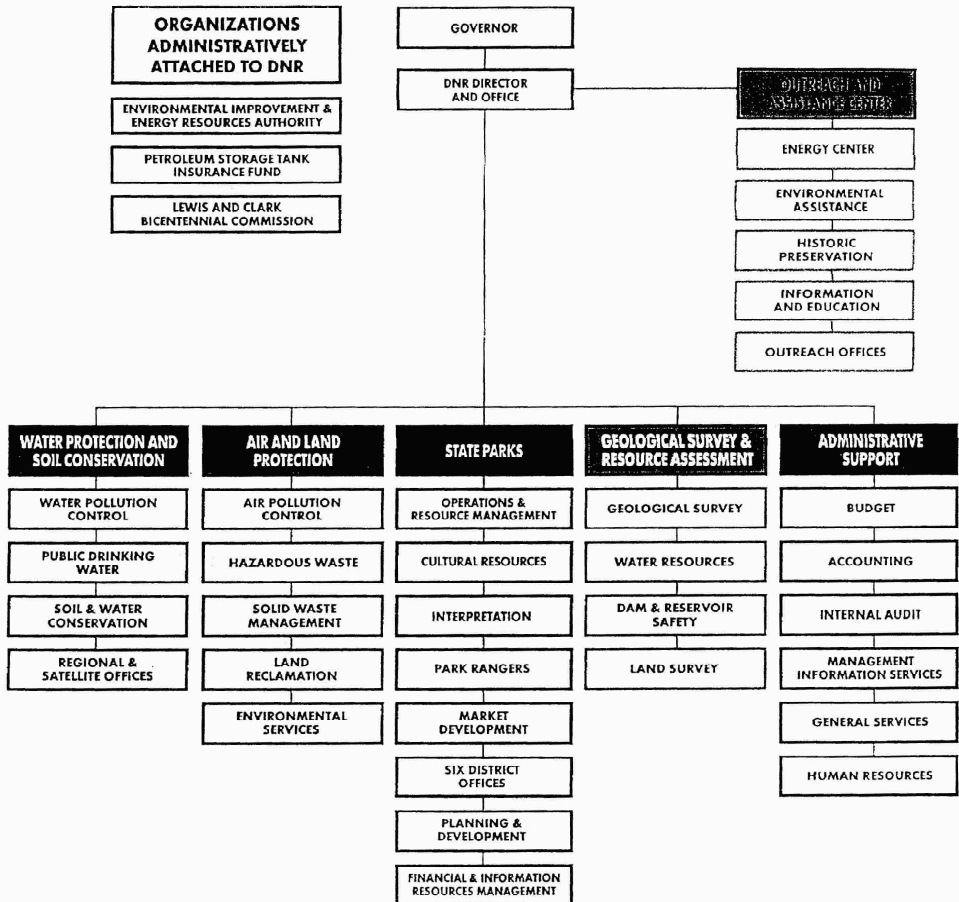 ORGANIZATIONS
ADMINISTRATIVELY
ATTACHED TO DNR
ENVIRONMENTAL IMPROVEMENT &
ENERGY RESOURCES AUTHORITY
PETROLEUM STORAGE TANK
INSURANCE FUND
LEWIS AND CLARK
BICENTENNIAL COMMISSION
GOVERNOR
DNR DIRECTOR
AND OFFICE
OUTREACH AND
ASSISTANCE CENTER
ENERGY CENTER
ENVIRONMENTAL
ASSISTANCE
HISTORIC
PRESERVATION
INFORMATION
AND EDUCATION
OUTREACH OFFICES
WATER PROTECTION AND
SOIL CONSERVATION
WATER POLLUTION
CONTROL
PUBLIC DRINKING
WATER
SOIL & WATER
CONSERVATION
REGIONAL &
SATELLITE OFFICES
AIR AND LAND
PROTECTION
AIR POLLUTION
CONTROL
HAZARDOUS WASTE
SOLID WASTE
MANAGEMENT
LAND
RECLAMATION
ENVIRONMENTAL
SERVICES
STATE PARKS
OPERATIONS &
RESOURCE MANAGEMENT
CULTURAL RESOURCES
INTERPRETATION
PARK RANGERS
MARKET
DEVELOPMENT
SIX DISTRICT
OFFICES
PLANNING &
DEVELOPMENT
FINANCIAL & INFORMATION
RESOURCES MANAGEMENT
GEOLOGICAL SURVEY &
RESOURCE ASSESSMENT
GEOLOGICAL SURVEY
WATER RESOURCES
DAM & RESERVOIR
SAFETY
LAND SURVEY
ADMINISTRATIVE
SUPPORT
BUDGET
ACCOUNTING
INTERNAL AUDIT
MANAGEMENT
INFORMATION SERVICES
GENERAL SERVICES
HUMAN RESOURCES